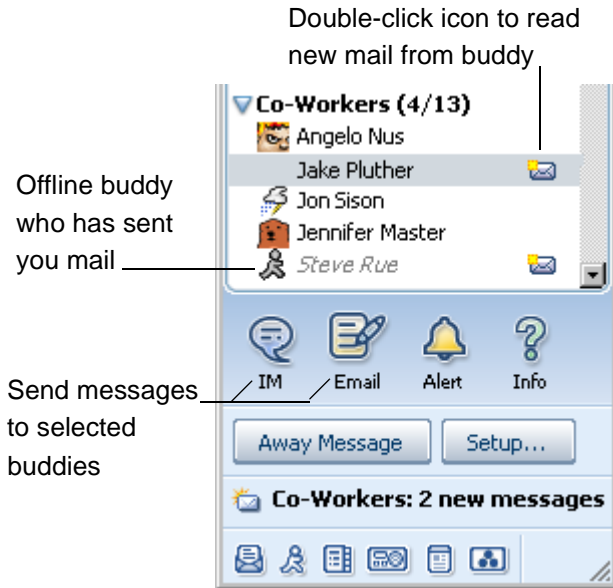 Double-click icon to read
new mail from buddy
Co-Workers (4/13)
Angelo Nus
Jake Pluther
Offline buddy
who has sent
you mail
Jon Sison
Jennifer Master
Steve Rue
Send messages
to selected
buddies
IM Email Alert Info
Away Message Setup...
Co-Workers: 2 new messages